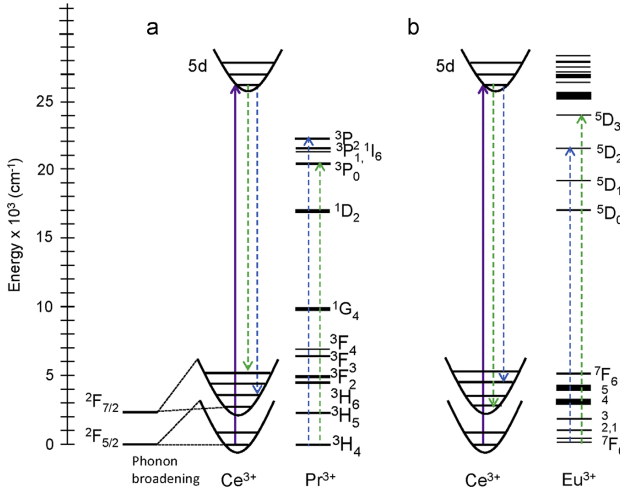 a
b
5d
5d
25
20
15
10
5
0
Energy x 10³ (cm⁻¹)
³P₂
³P₁,¹I₆
³P₀
¹D₂
¹G₄
³F₄
³F₃
³F₂
³H₆
³H₅
³H₄
⁵D₃
⁵D₂
⁵D₁
⁵D₀
⁷F₆
5
4
3
2,1
⁷F₀
²F₇/₂
²F₅/₂
Phonon
broadening
Ce³⁺
Pr³⁺
Ce³⁺
Eu³⁺